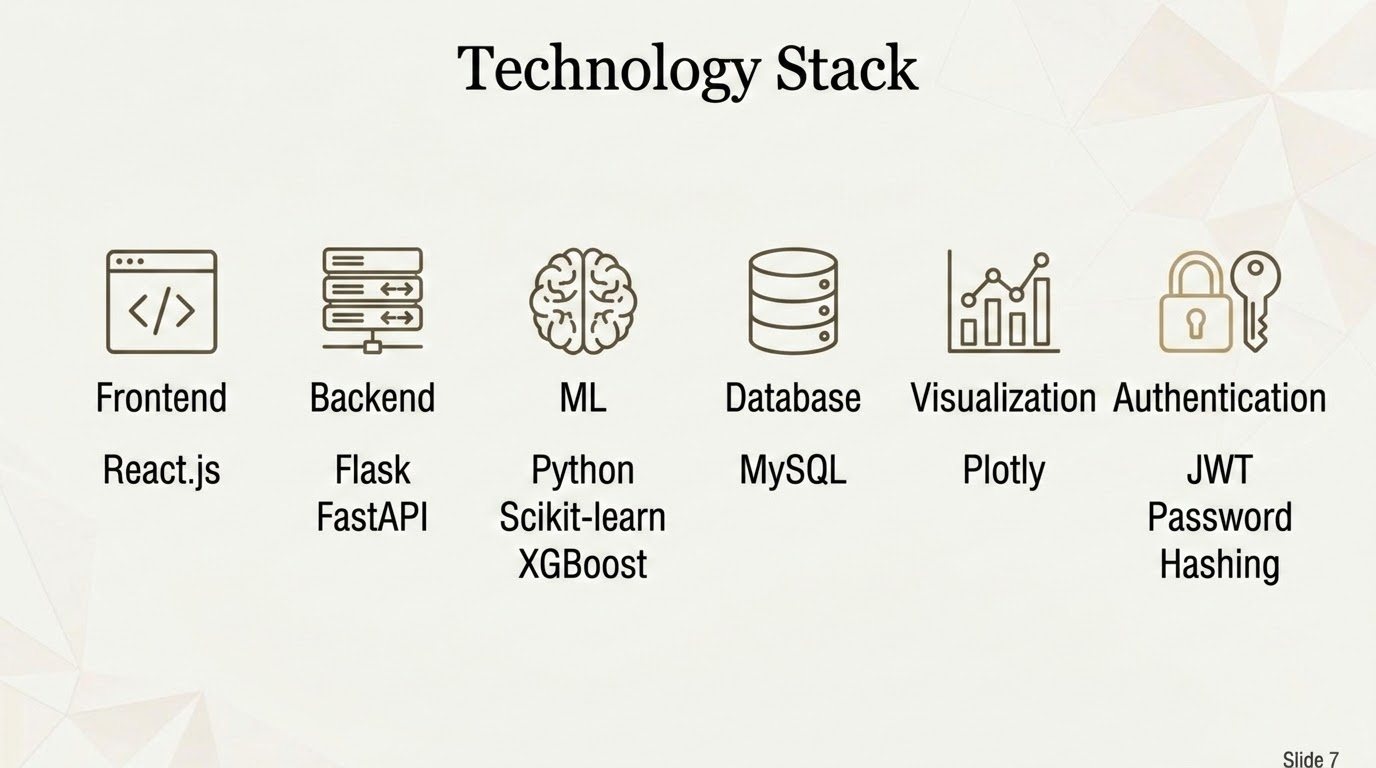 Technology Stack
Frontend
React.js
Backend
Flask
FastAPI
ML
Python
Scikit-learn
XGBoost
Database
MySQL
Visualization
Plotly
Authentication
JWT
Password
Hashing
Slide 7